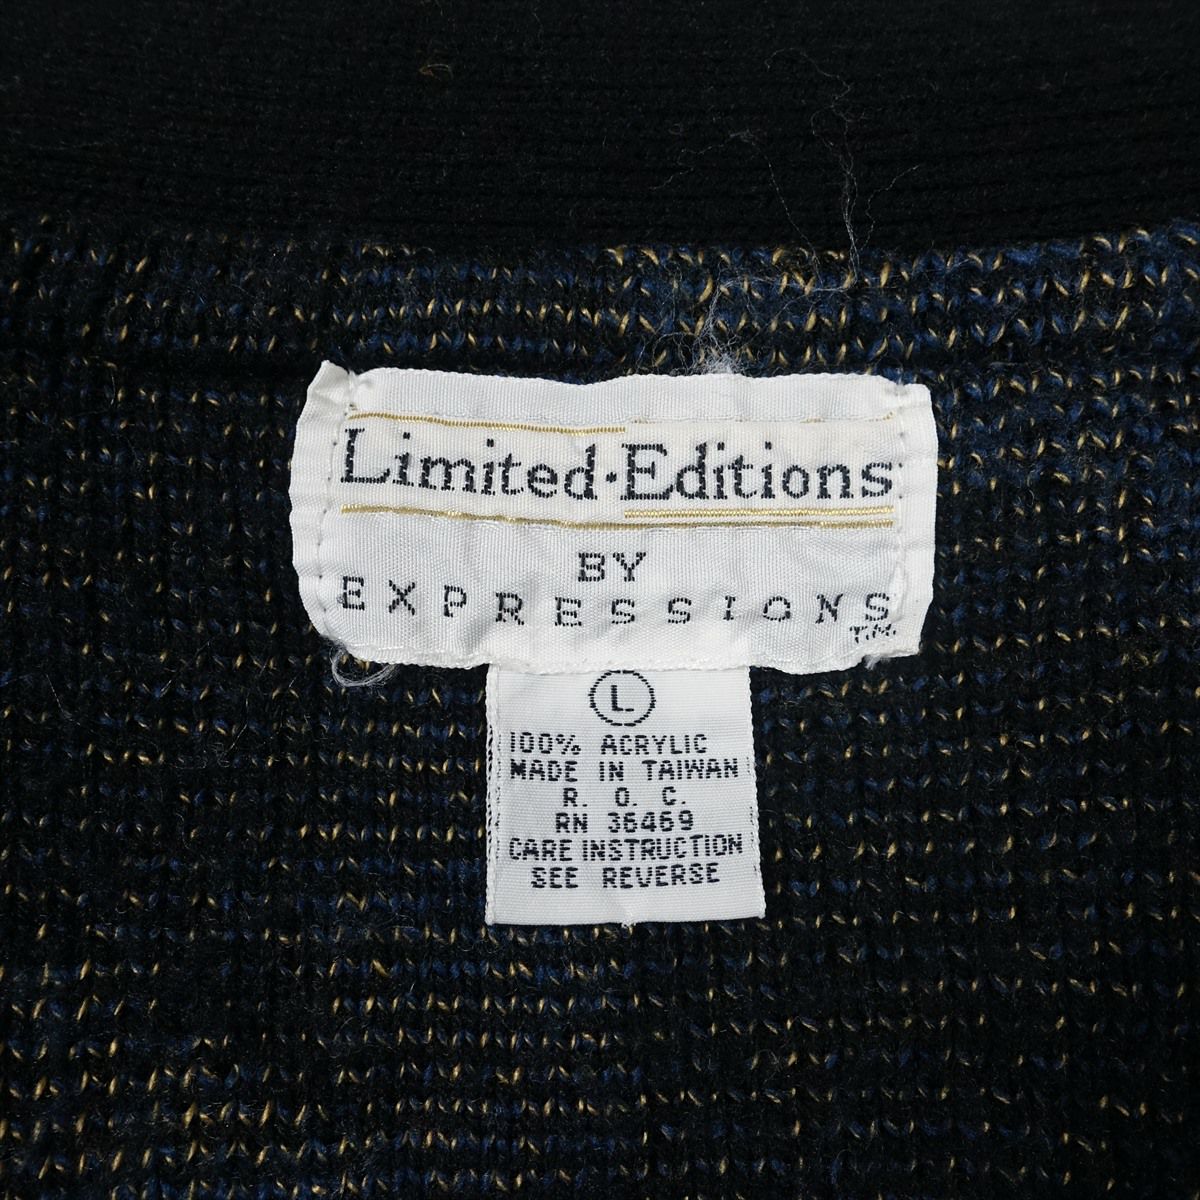 Limited·Editions
BY
EXPRESSIONS
T.M.
L
100% ACRYLIC
MADE IN TAIWAN
R. O. C.
RN 36469
CARE INSTRUCTION
SEE REVERSE